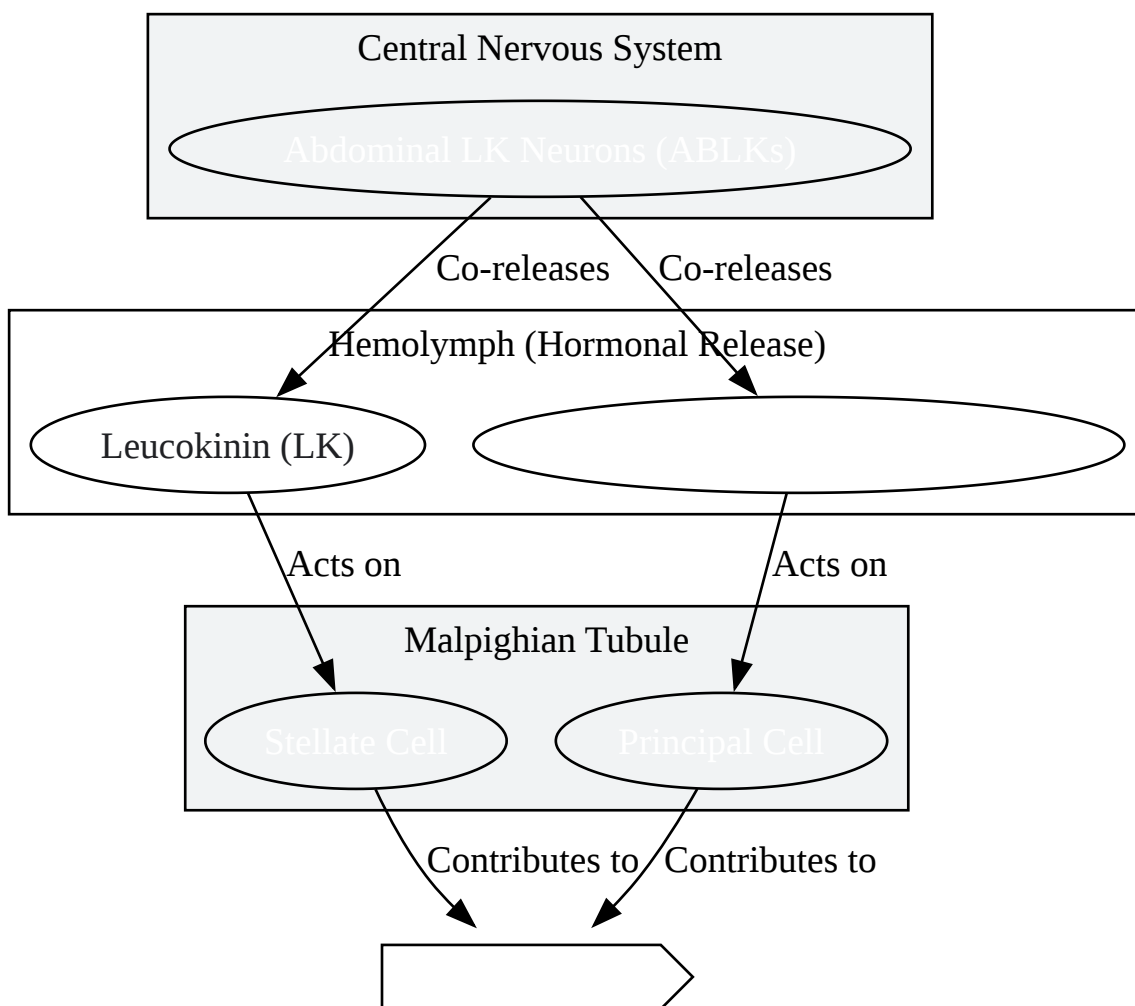 Central Nervous System
Abdominal LK Neurons (ABLKs)
Co-releases
Co-releases
Hemolymph (Hormonal Release)
Leucokinin (LK)
Acts on
Acts on
Malpighian Tubule
Stellate Cell
Principal Cell
Contributes to
Contributes to